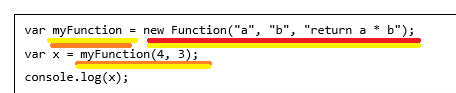 var myFunction = new Function("a", "b", "return a * b");
var x = myFunction(4, 3);
console.log(x);